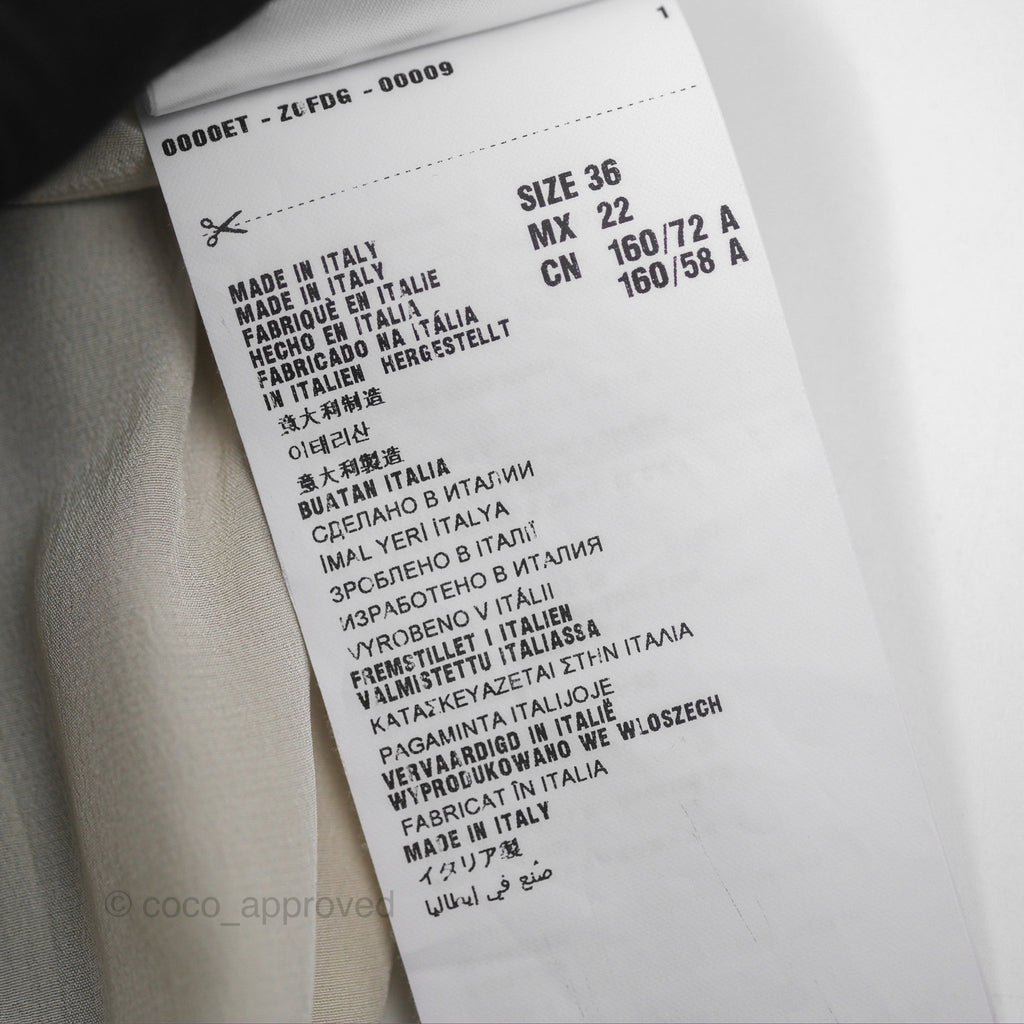 1
0000ET - ZCFDG - 00009
SIZE 36
MX 22
CN 160/72 A
160/58 A
MADE IN ITALY
MADE IN ITALY
FABRIQUÈ EN ITALIE
HECHO EN ITALIA
FABRICADO NA ITÁLIA
IN ITALIEN HERGESTELLT
意大利制造
이태리산
意大利製造
BUATAN ITALIA
СДЕЛАНО В ИТАЛИИ
İMAL YERİ İTALYA
ЗРОБЛЕНО В ІТАЛІЇ
ИЗРАБОТЕНО В ИТАЛИЯ
VYROBENO V ITÁLII
FREMSTILLET I ITALIEN
VALMISTETTU ITALIASSA
ΚΑΤΑΣΚΕΥΑΖΕΤΑΙ ΣΤΗΝ ΙΤΑΛΙΑ
PAGAMINTA ITALIJOJE
VERVAARDIGD IN ITALIË
WYPRODUKOWANO WE WLOSZECH
FABRICAT ÎN ITALIA
MADE IN ITALY
イタリア製
صنع في إيطاليا
© coco_approved